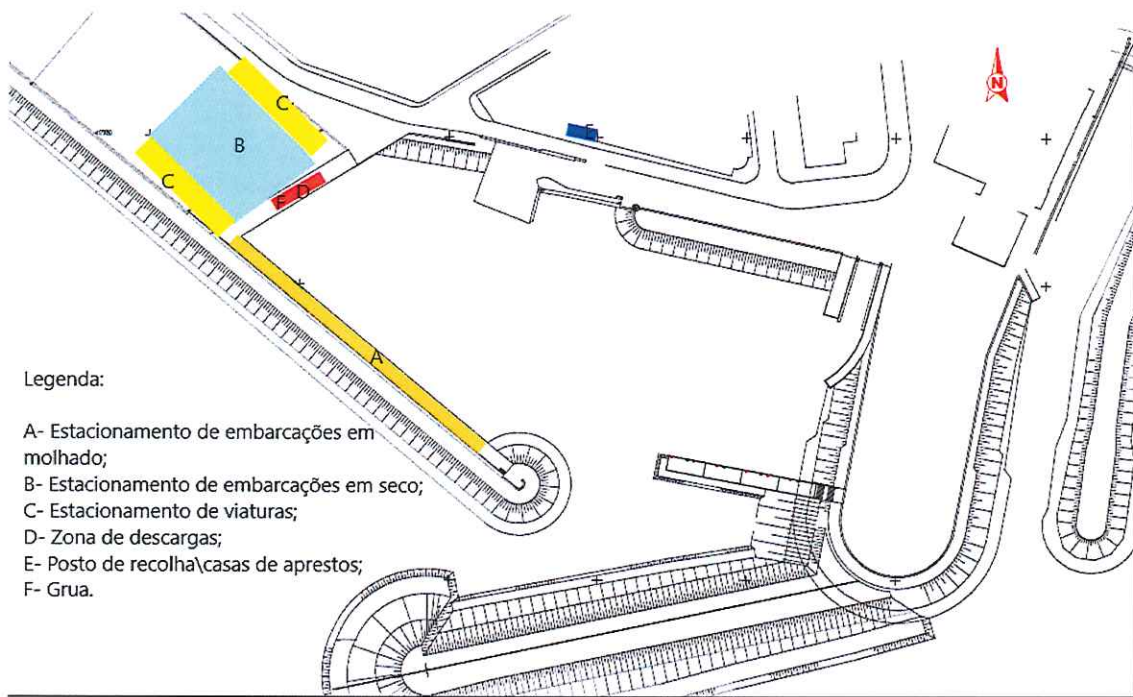 C
N
B
C
D
F
A
Legenda:
A- Estacionamento de embarcações em
molhado;
B- Estacionamento de embarcações em seco;
C- Estacionamento de viaturas;
D- Zona de descargas;
E- Posto de recolha\casas de aprestos;
F- Grua.